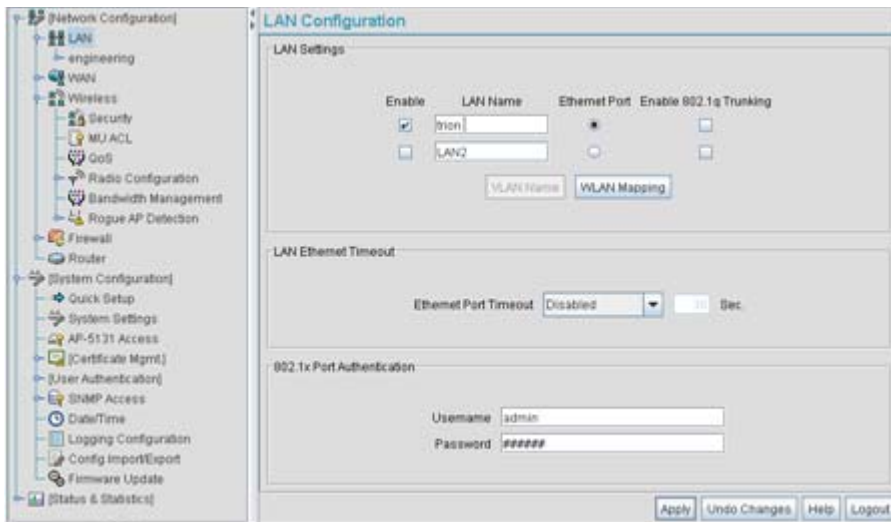 [Network Configuration]
LAN
engineering
WAN
Wireless
Security
MU ACL
QoS
Radio Configuration
Bandwidth Management
Rogue AP Detection
Firewall
Router
[System Configuration]
Quick Setup
System Settings
AP-5131 Access
[Certificate Mgmt.]
[User Authentication]
SNMP Access
Date/Time
Logging Configuration
Config Import/Export
Firmware Update
[Status & Statistics]
LAN Configuration
LAN Settings
Enable LAN Name Ethernet Port Enable 802.1q Trunking
trion
LAN2
VLAN Name WLAN Mapping
LAN Ethernet Timeout
Ethernet Port Timeout Disabled Sec.
802.1x Port Authentication
Username admin
Password ######
Apply Undo Changes Help Logout